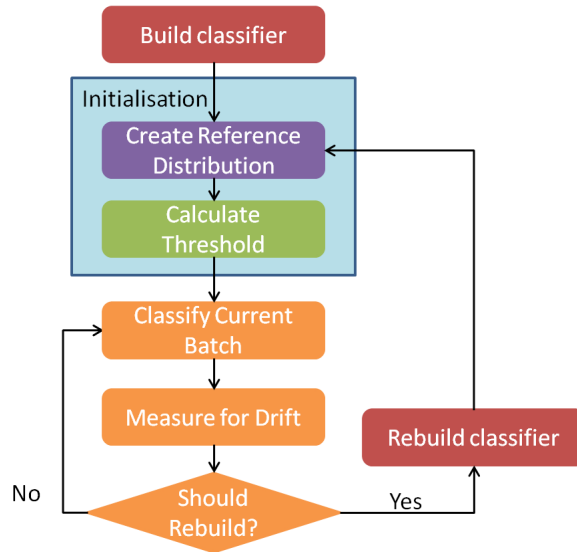 Build classifier
Initialisation
Create Reference
Distribution
Calculate
Threshold
Classify Current
Batch
Measure for Drift
Rebuild classifier
No
Should
Rebuild?
Yes